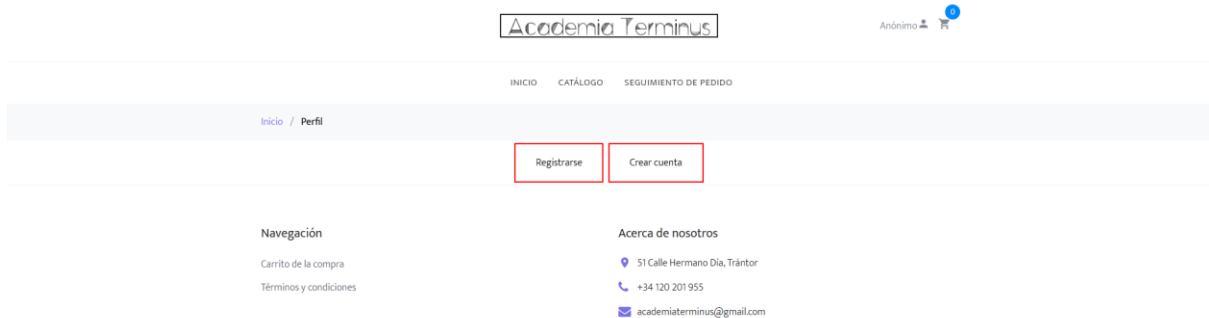 Academia Terminus
Anónimo
0
INICIO CATÁLOGO SEGUIMIENTO DE PEDIDO
Inicio / Perfil
Registrarse Crear cuenta
Navegación
Carrito de la compra
Términos y condiciones
Acerca de nosotros
51 Calle Hermano Día, Trántor
+34 120 201 955
academiaterminus@gmail.com